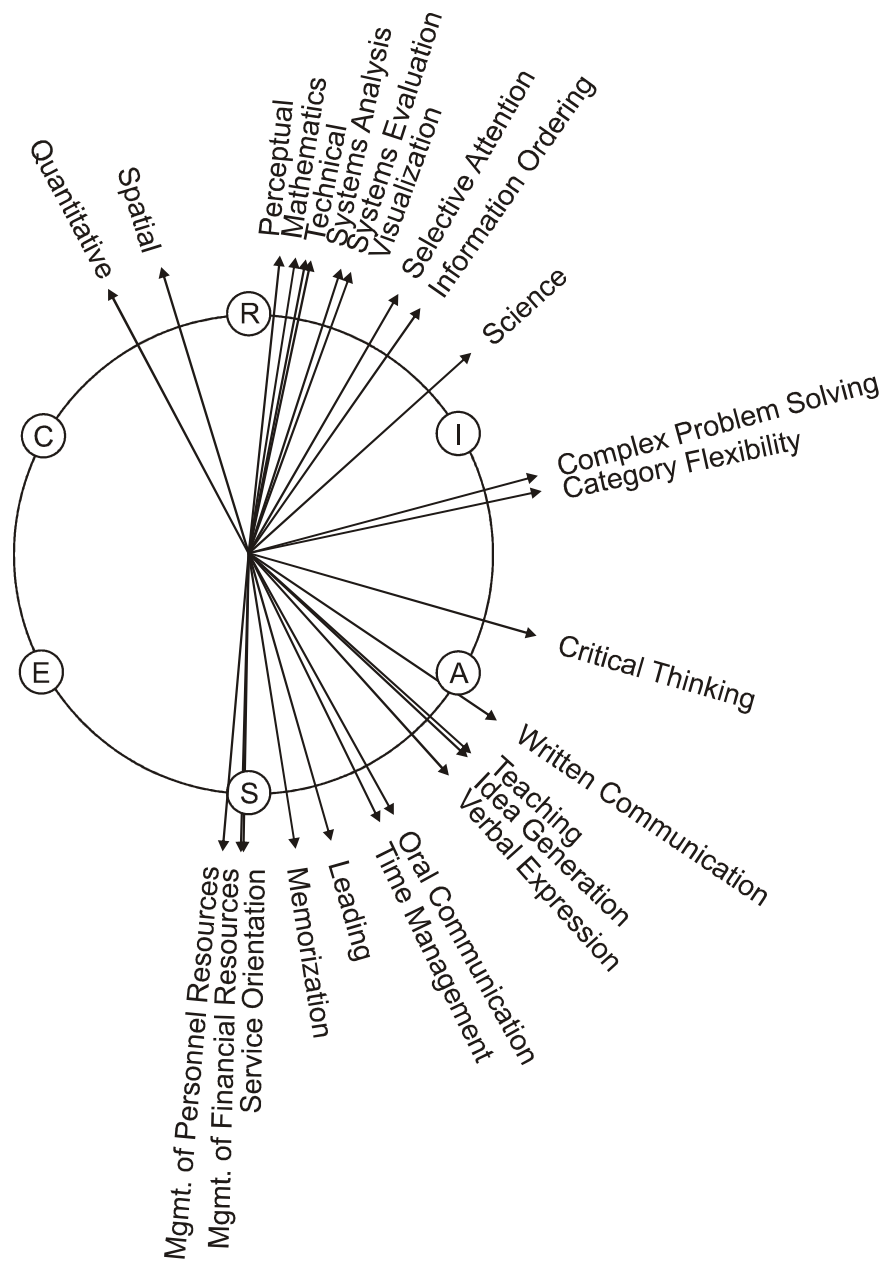 Quantitative
Spatial
Perceptual
Mathematics
Technical
Systems Analysis
Systems Evaluation
Visualization
Selective Attention
Information Ordering
Science
Complex Problem Solving
Category Flexibility
Critical Thinking
Written Communication
Teaching
Idea Generation
Verbal Expression
Oral Communication
Time Management
Leading
Memorization
Service Orientation
Mgmt. of Financial Resources
Mgmt. of Personnel Resources
R
I
A
S
E
C